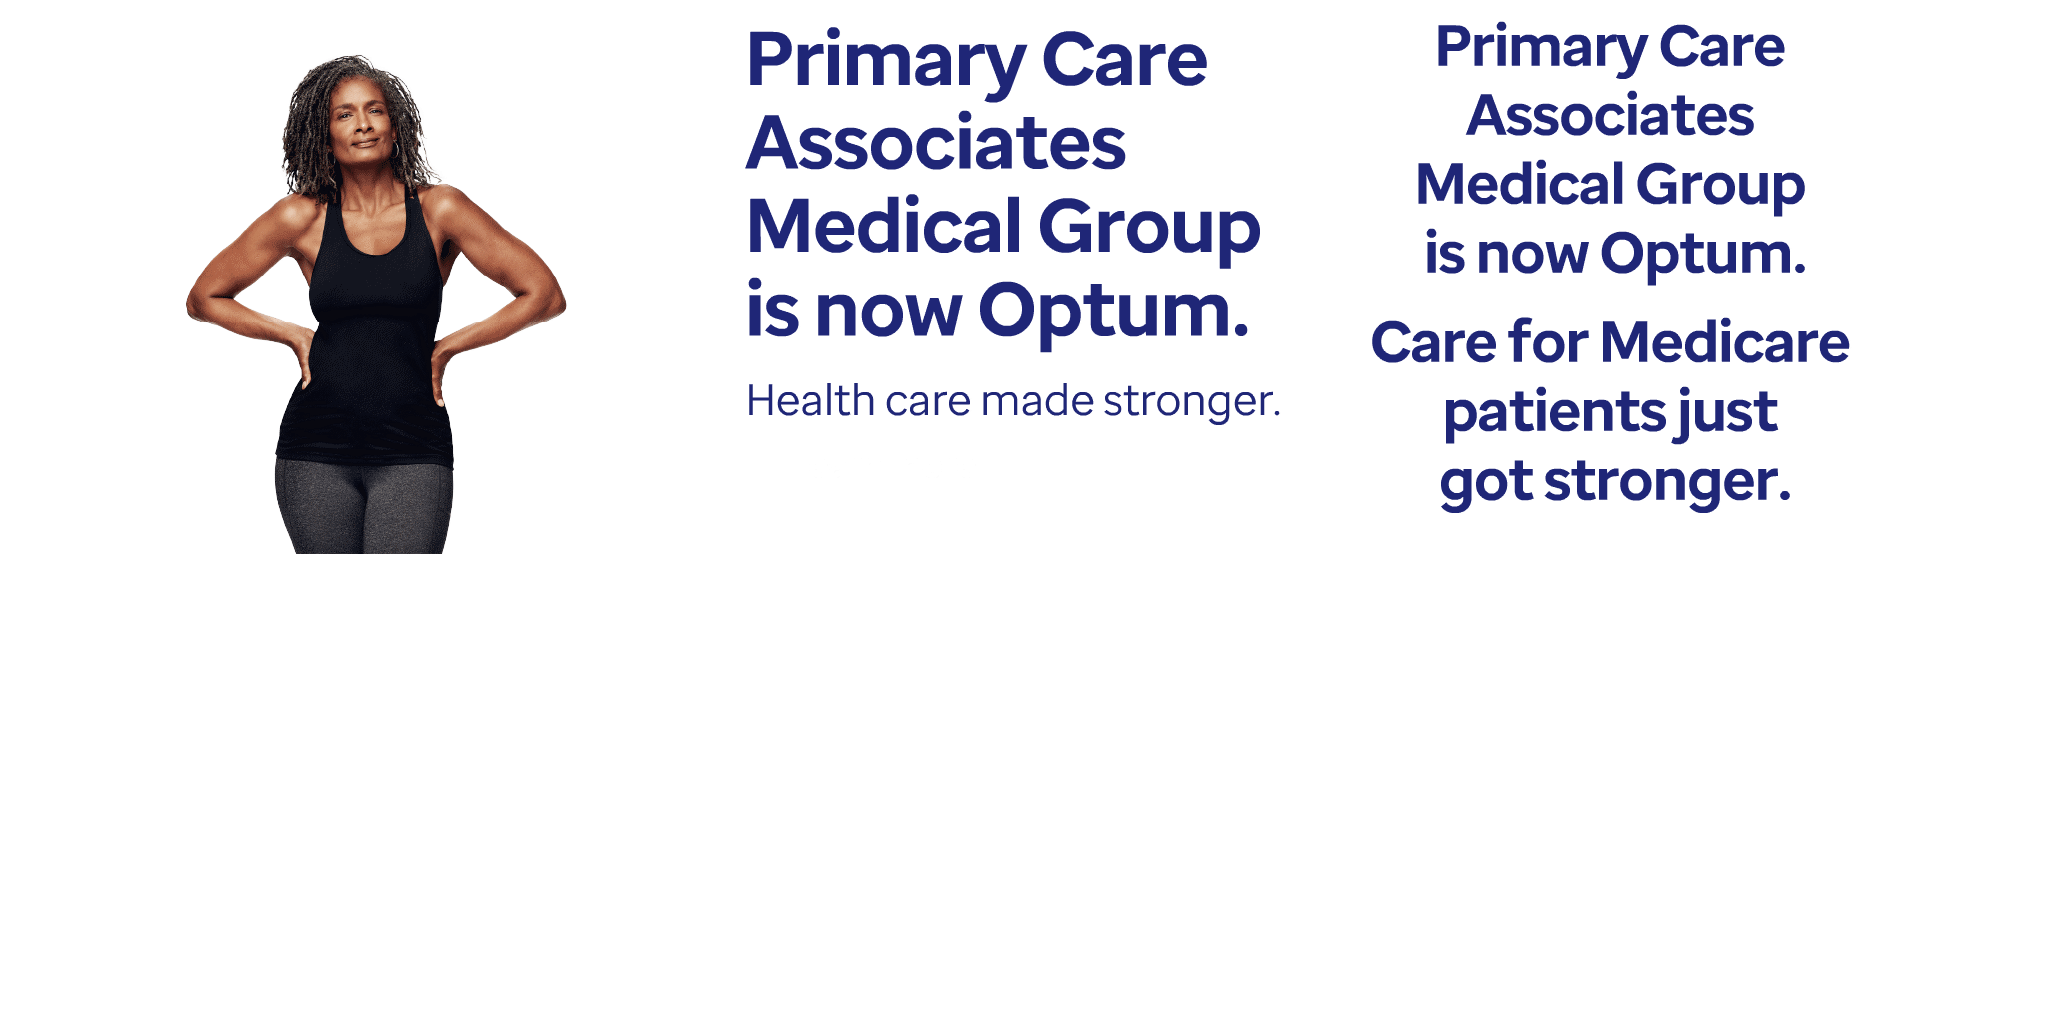 Primary Care
Associates
Medical Group
is now Optum.
Health care made stronger.
Primary Care
Associates
Medical Group
is now Optum.
Care for Medicare
patients just
got stronger.